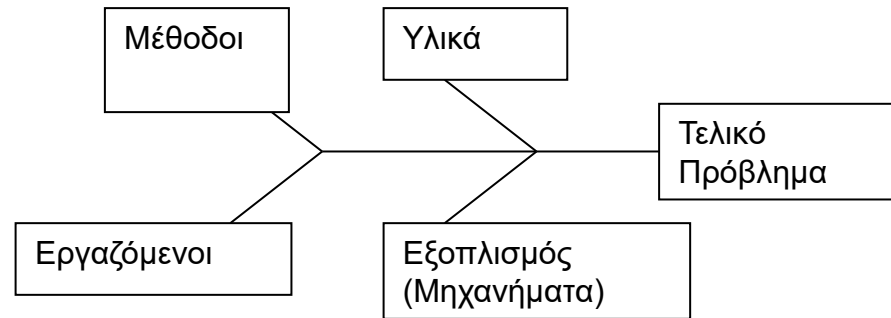 Μέθοδοι
Υλικά
Τελικό
Πρόβλημα
Εργαζόμενοι
Εξοπλισμός
(Μηχανήματα)